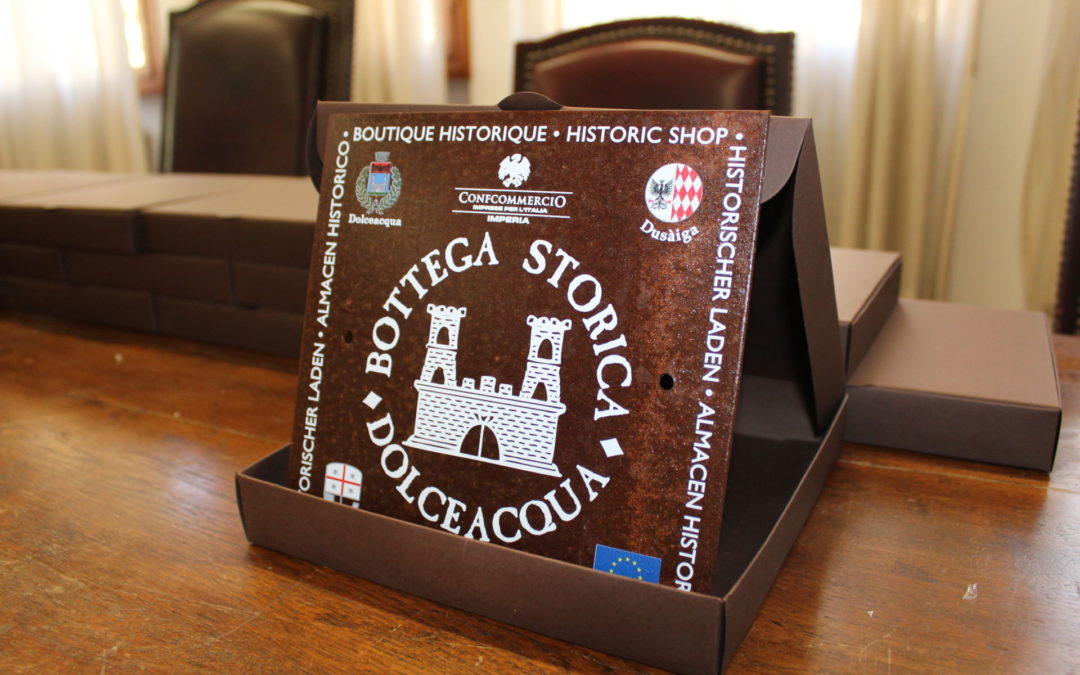 • BOUTIQUE HISTORIQUE • HISTORIC SHOP •
HISTORISCHER LADEN • ALMACEN HISTOR
ORISCHER LADEN • ALMACEN HISTORICO
Dolceacqua
CONFCOMMERCIO
IMPRESE PER L'ITALIA
IMPERIA
Dusàiga
BOTTEGA STORICA
DOLCEACQUA